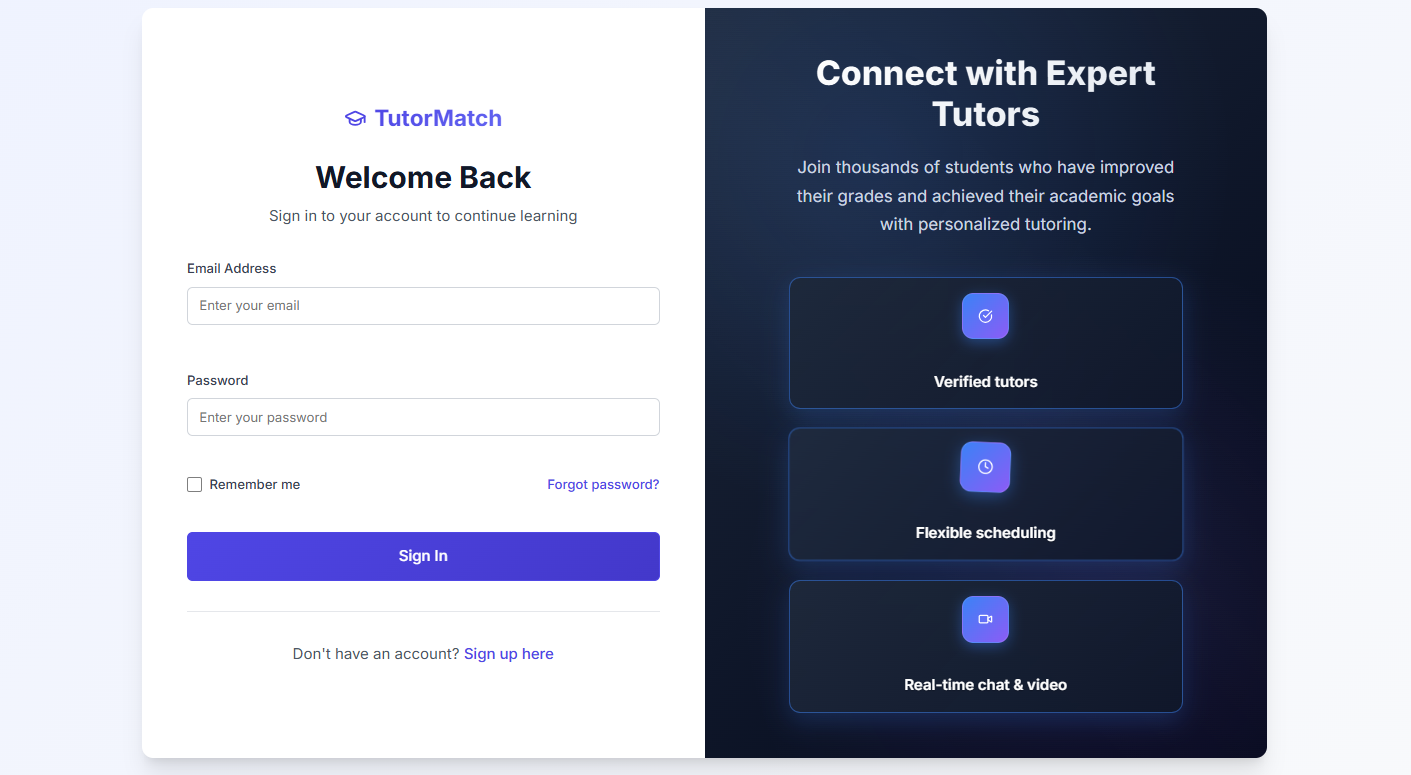 TutorMatch
Welcome Back
Sign in to your account to continue learning
Email Address
Enter your email
Password
Enter your password
Remember me
Forgot password?
Sign In
Don't have an account? Sign up here
Connect with Expert
Tutors
Join thousands of students who have improved
their grades and achieved their academic goals
with personalized tutoring.
Verified tutors
Flexible scheduling
Real-time chat & video